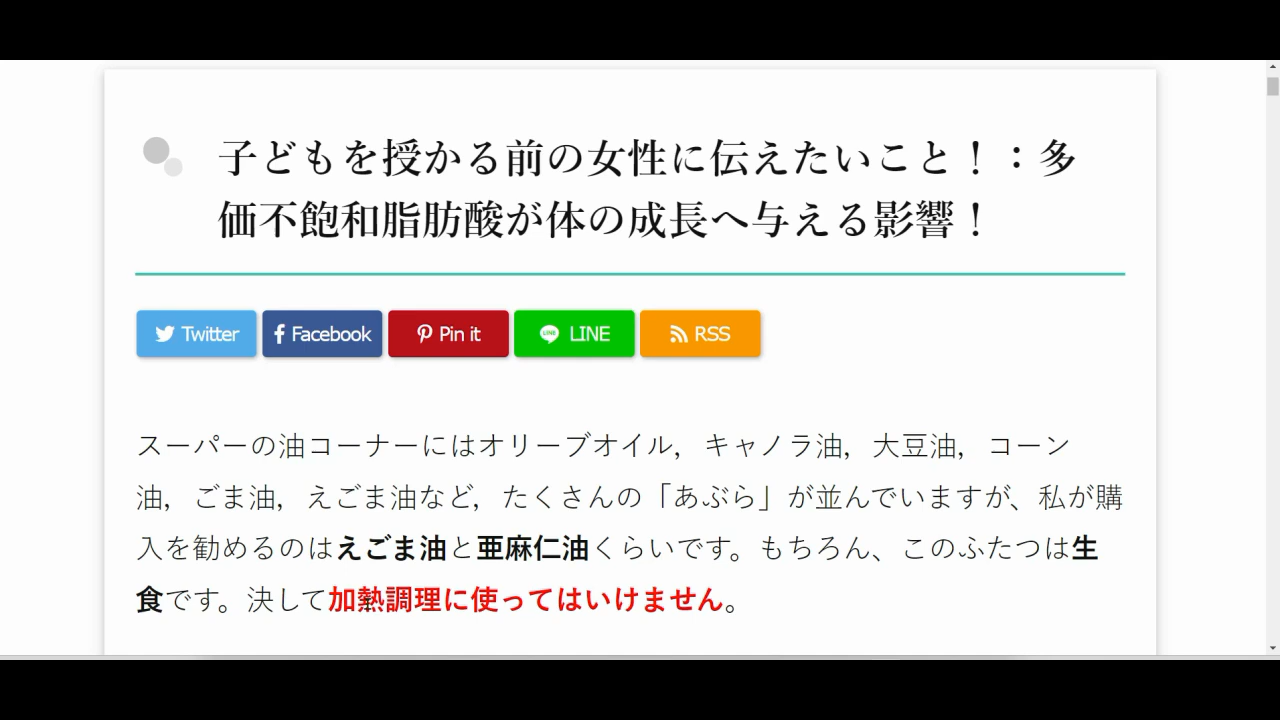 子どもを授かる前の女性に伝えたいこと！：多
価不飽和脂肪酸が体の成長へ与える影響！
Twitter Facebook Pin it LINE RSS
スーパーの油コーナーにはオリーブオイル，キャノラ油，大豆油，コーン
油，ごま油，えごま油など，たくさんの「あぶら」が並んでいますが、私が購
入を勧めるのはえごま油と亜麻仁油くらいです。もちろん、このふたつは生
食です。決して加熱調理に使ってはいけません。